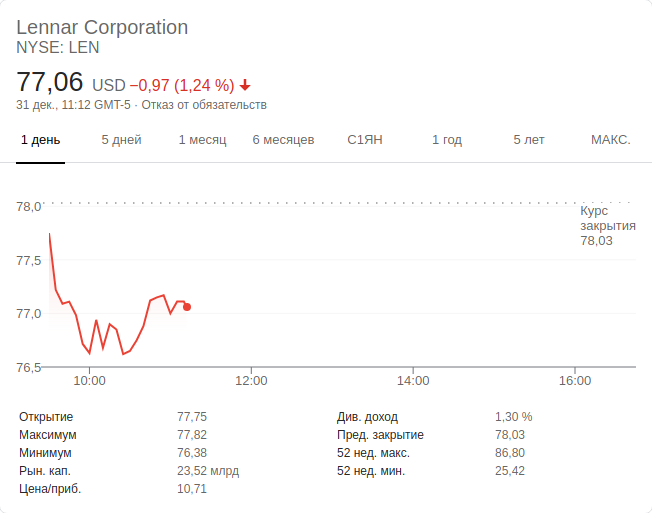 Lennar Corporation
NYSE: LEN
77,06 USD −0,97 (1,24 %)
31 дек., 11:12 GMT-5 · Отказ от обязательств
1 день 5 дней 1 месяц 6 месяцев С1ЯН 1 год 5 лет МАКС.
78,0
Курс
закрытия
78,03
77,5
77,0
76,5
10:00 12:00 14:00 16:00
Открытие 77,75 Див. доход 1,30 %
Максимум 77,82 Пред. закрытие 78,03
Минимум 76,38 52 нед. макс. 86,80
Рын. кап. 23,52 млрд 52 нед. мин. 25,42
Цена/приб. 10,71